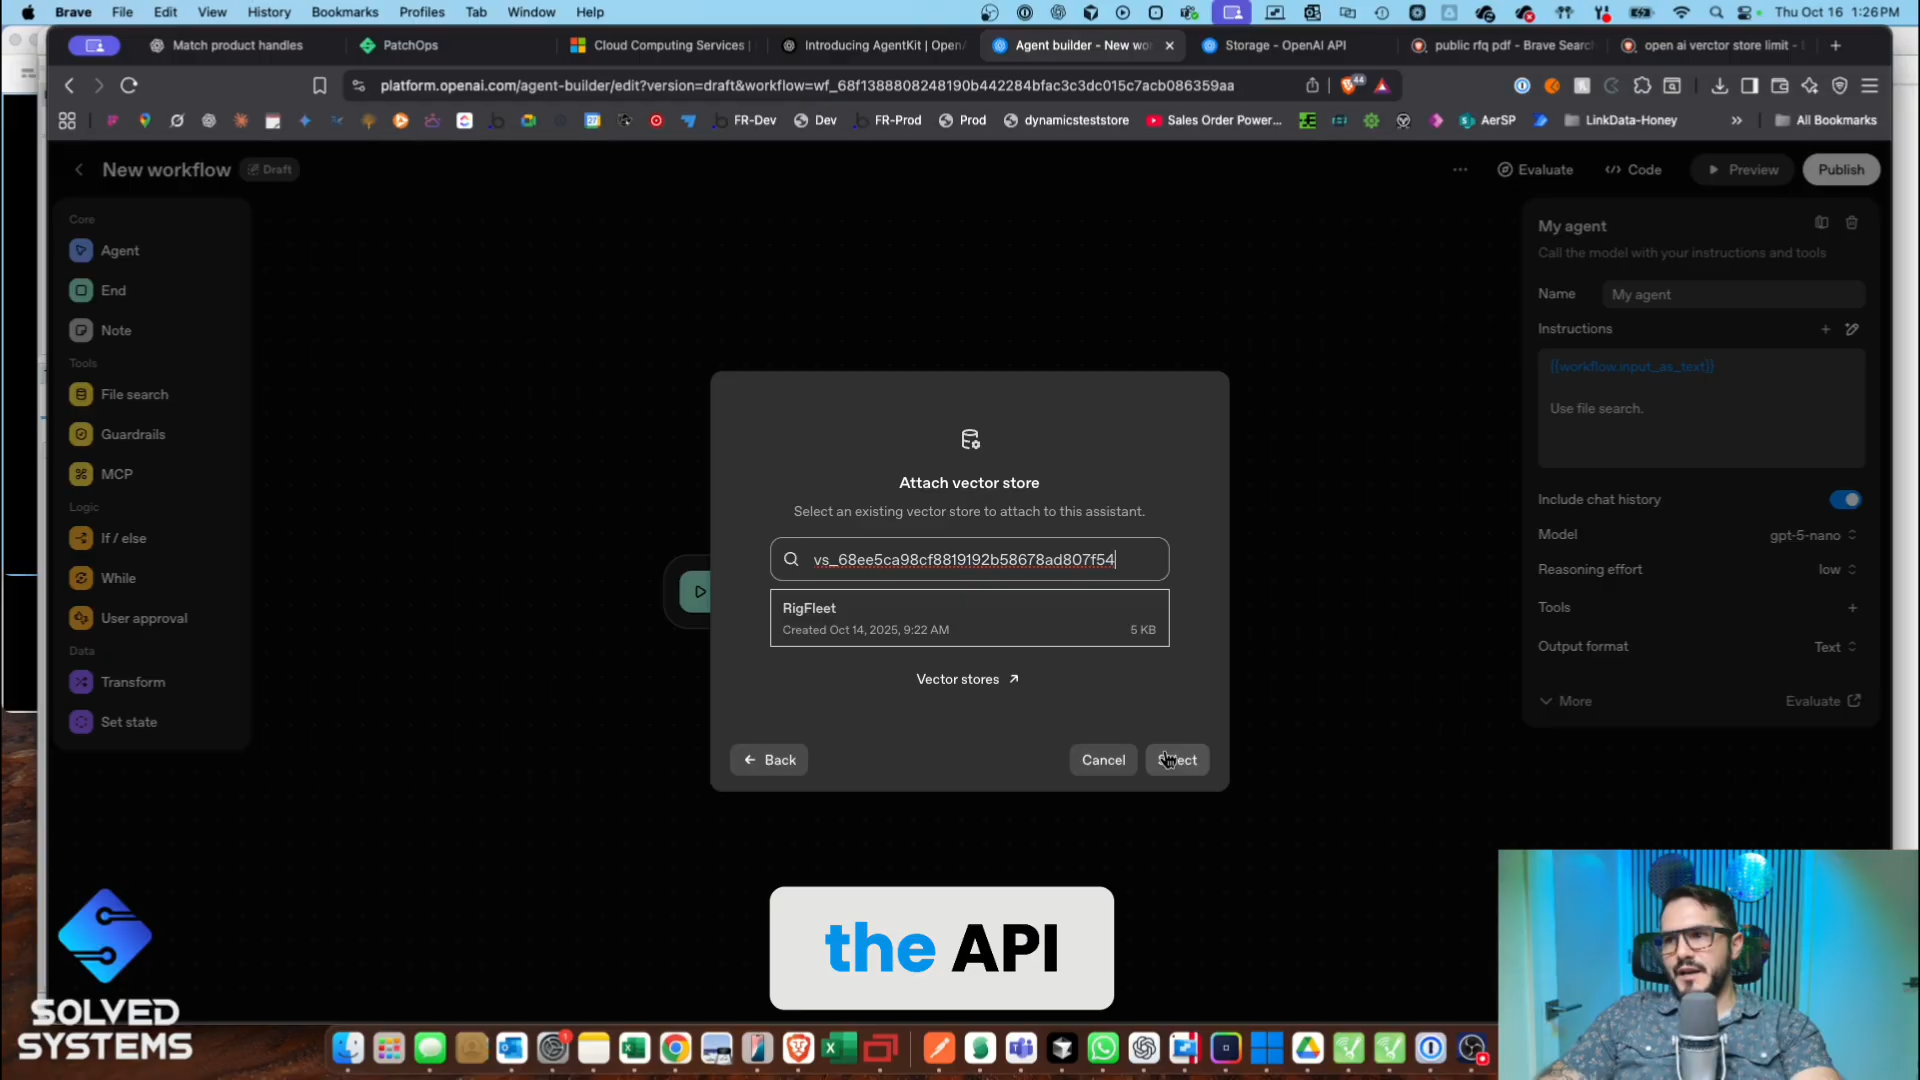 Brave File Edit View History Bookmarks Profiles Tab Window Help Thu Oct 16 1:26 PM
Match product handles PatchOps Cloud Computing Services | Introducing AgentKit | OpenA Agent builder - New wo Storage - OpenAI API public rfq pdf - Brave Searc open ai verctor store limit -
platform.openai.com/agent-builder/edit?version=draft&workflow=wf_68f1388808248190b442284bfac3c3dc015c7acb086359aa 44
FR-Dev Dev FR-Prod Prod dynamicsteststore Sales Order Power... AerSP LinkData-Honey » All Bookmarks
New workflow Draft Evaluate Code Preview Publish
Core
Agent
End
Note
Tools
File search
Guardrails
MCP
Logic
If / else
While
User approval
Data
Transform
Set state
Attach vector store
Select an existing vector store to attach to this assistant.
vs_68ee5ca98cf8819192b58678ad807f54
RigFleet
Created Oct 14, 2025, 9:22 AM 5 KB
Vector stores
Back Cancel
My agent
Call the model with your instructions and tools
Name My agent
Instructions
{{workflow.input_as_text}}
Use file search.
Include chat history
Model gpt-5-nano
Reasoning effort low
Tools
Output format Text
More Evaluate
the API
SOLVED
SYSTEMS